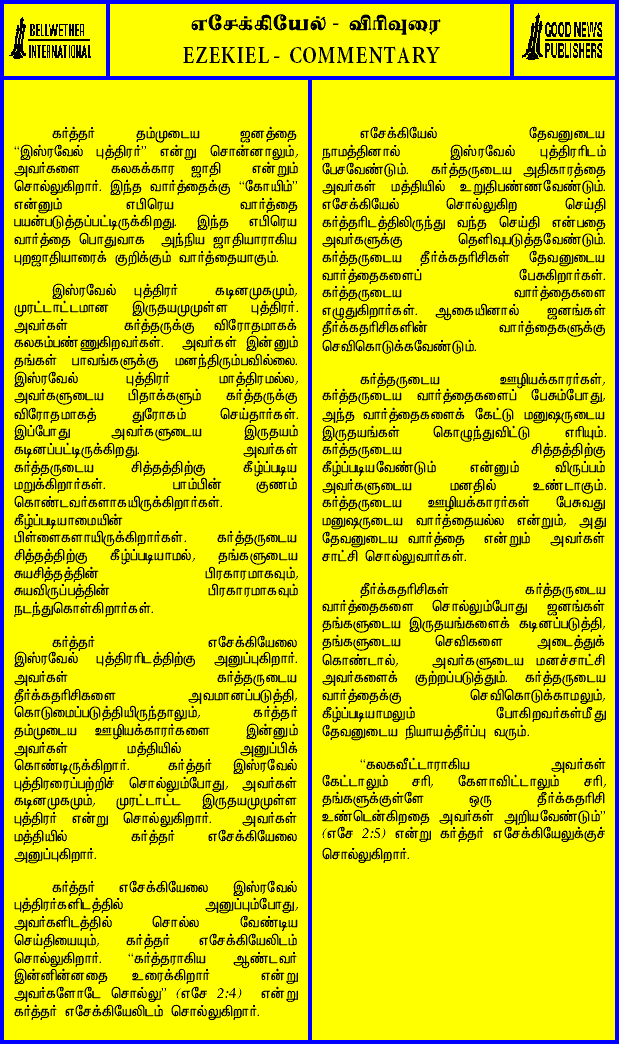 BELLWETHER
INTERNATIONAL
எசேக்கியேல் - விரிவுரை
EZEKIEL - COMMENTARY
GOOD NEWS
PUBLISHERS
கர்த்தர் தம்முடைய ஜனத்தை
“இஸ்ரவேல் புத்திரர்” என்று சொன்னாலும்,
அவர்களை கலகக்கார ஜாதி என்றும்
சொல்லுகிறார். இந்த வார்த்தைக்கு “கோயிம்”
என்னும் எபிரெய வார்த்தை
பயன்படுத்தப்பட்டிருக்கிறது. இந்த எபிரெய
வார்த்தை பொதுவாக அந்நிய ஜாதியாராகிய
புறஜாதியாரைக் குறிக்கும் வார்த்தையாகும்.
இஸ்ரவேல் புத்திரர் கடினமுகமும்,
முரட்டாட்டமான இருதயமுமுள்ள புத்திரர்.
அவர்கள் கர்த்தருக்கு விரோதமாகக்
கலகம்பண்ணுகிறவர்கள். அவர்கள் இன்னும்
தங்கள் பாவங்களுக்கு மனந்திரும்பவில்லை.
இஸ்ரவேல் புத்திரர் மாத்திரமல்ல,
அவர்களுடைய பிதாக்களும் கர்த்தருக்கு
விரோதமாகத் துரோகம் செய்தார்கள்.
இப்போது அவர்களுடைய இருதயம்
கடினப்பட்டிருக்கிறது. அவர்கள்
கர்த்தருடைய சித்தத்திற்கு கீழ்ப்படிய
மறுக்கிறார்கள். பாம்பின் குணம்
கொண்டவர்களாகயிருக்கிறார்கள்.
கீழ்ப்படியாமையின்
பிள்ளைகளாயிருக்கிறார்கள். கர்த்தருடைய
சித்தத்திற்கு கீழ்ப்படியாமல், தங்களுடைய
சுயசித்தத்தின் பிரகாரமாகவும்,
சுயவிருப்பத்தின் பிரகாரமாகவும்
நடந்துகொள்கிறார்கள்.
கர்த்தர் எசேக்கியேலை
இஸ்ரவேல் புத்திரரிடத்திற்கு அனுப்புகிறார்.
அவர்கள் கர்த்தருடைய
தீர்க்கதரிசிகளை அவமானப்படுத்தி,
கொடுமைப்படுத்தியிருந்தாலும், கர்த்தர்
தம்முடைய ஊழியக்காரர்களை இன்னும்
அவர்கள் மத்தியில் அனுப்பிக்
கொண்டிருக்கிறார். கர்த்தர் இஸ்ரவேல்
புத்திரரைப்பற்றிச் சொல்லும்போது, அவர்கள்
கடினமுகமும், முரட்டாட்ட இருதயமுமுள்ள
புத்திரர் என்று சொல்லுகிறார். அவர்கள்
மத்தியில் கர்த்தர் எசேக்கியேலை
அனுப்புகிறார்.
கர்த்தர் எசேக்கியேலை இஸ்ரவேல்
புத்திரர்களிடத்தில் அனுப்பும்போது,
அவர்களிடத்தில் சொல்ல வேண்டிய
செய்தியையும், கர்த்தர் எசேக்கியேலிடம்
சொல்லுகிறார். “கர்த்தராகிய ஆண்டவர்
இன்னின்னதை உரைக்கிறார் என்று
அவர்களோடே சொல்லு” (எசே 2:4) என்று
கர்த்தர் எசேக்கியேலிடம் சொல்லுகிறார்.
எசேக்கியேல் தேவனுடைய
நாமத்தினால் இஸ்ரவேல் புத்திரரிடம்
பேசவேண்டும். கர்த்தருடைய அதிகாரத்தை
அவர்கள் மத்தியில் உறுதிபண்ணவேண்டும்.
எசேக்கியேல் சொல்லுகிற செய்தி
கர்த்தரிடத்திலிருந்து வந்த செய்தி என்பதை
அவர்களுக்கு தெளிவுபடுத்தவேண்டும்.
கர்த்தருடைய தீர்க்கதரிசிகள் தேவனுடைய
வார்த்தைகளைப் பேசுகிறார்கள்.
கர்த்தருடைய வார்த்தைகளை
எழுதுகிறார்கள். ஆகையினால் ஜனங்கள்
தீர்க்கதரிசிகளின் வார்த்தைகளுக்கு
செவிகொடுக்கவேண்டும்.
கர்த்தருடைய ஊழியக்காரர்கள்,
கர்த்தருடைய வார்த்தைகளைப் பேசும்போது,
அந்த வார்த்தைகளைக் கேட்டு மனுஷருடைய
இருதயங்கள் கொழுந்துவிட்டு எரியும்.
கர்த்தருடைய சித்தத்திற்கு
கீழ்ப்படியவேண்டும் என்னும் விருப்பம்
அவர்களுடைய மனதில் உண்டாகும்.
கர்த்தருடைய ஊழியக்காரர்கள் பேசுவது
மனுஷருடைய வார்த்தையல்ல என்றும், அது
தேவனுடைய வார்த்தை என்றும் அவர்கள்
சாட்சி சொல்லுவார்கள்.
தீர்க்கதரிசிகள் கர்த்தருடைய
வார்த்தைகளை சொல்லும்போது ஜனங்கள்
தங்களுடைய இருதயங்களைக் கடினப்படுத்தி,
தங்களுடைய செவிகளை அடைத்துக்
கொண்டால், அவர்களுடைய மனச்சாட்சி
அவர்களைக் குற்றப்படுத்தும். கர்த்தருடைய
வார்த்தைக்கு செவிகொடுக்காமலும்,
கீழ்ப்படியாமலும் போகிறவர்கள்மீது
தேவனுடைய நியாயத்தீர்ப்பு வரும்.
“கலகவீட்டாராகிய அவர்கள்
கேட்டாலும் சரி, கேளாவிட்டாலும் சரி,
தங்களுக்குள்ளே ஒரு தீர்க்கதரிசி
உண்டென்கிறதை அவர்கள் அறியவேண்டும்”
(எசே 2:5) என்று கர்த்தர் எசேக்கியேலுக்குச்
சொல்லுகிறார்.